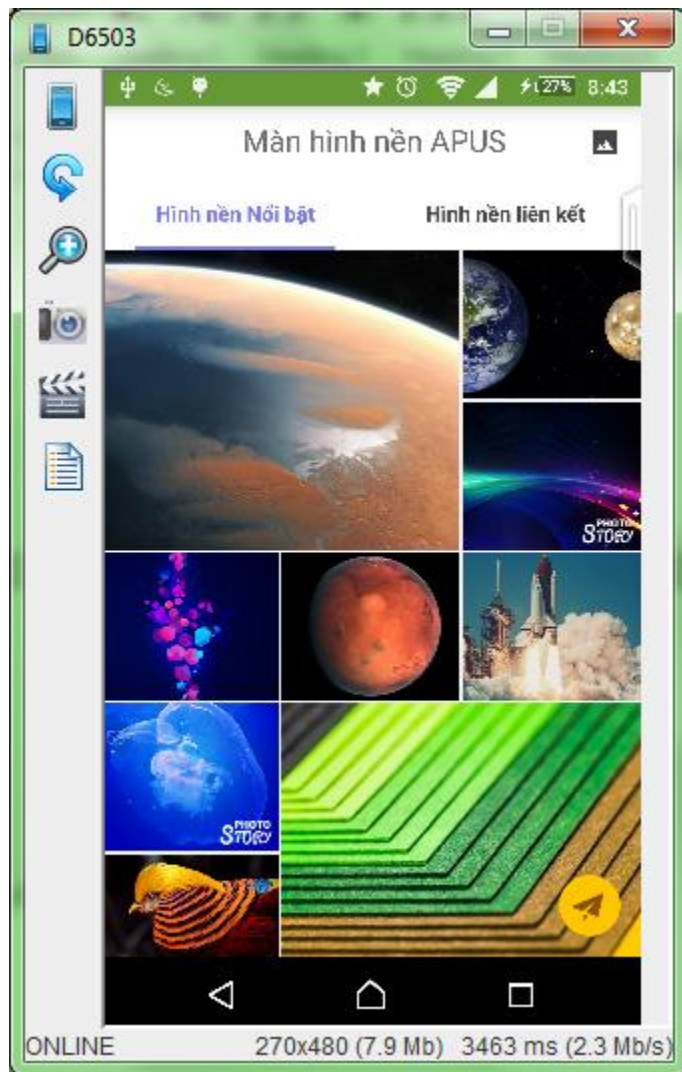 D6503
27% 8:43
Màn hình nền APUS
Hình nền Nổi bật
Hình nền liên kết
PHOTO
STORY
PHOTO
STORY
ONLINE 270x480 (7.9 Mb) 3463 ms (2.3 Mb/s)